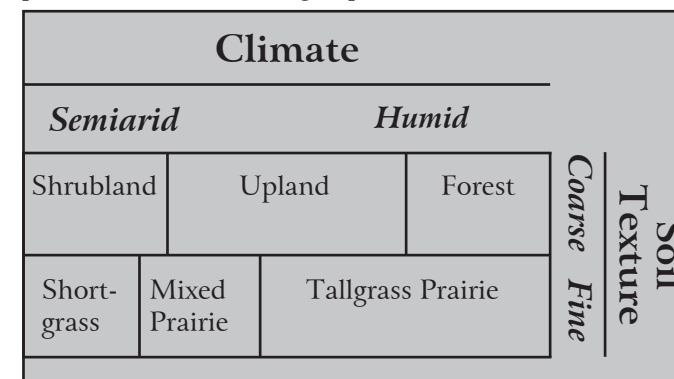 Climate
Semiarid Humid
Shrubland Upland Forest
Coarse
Short-
grass
Mixed
Prairie
Tallgrass Prairie
Fine
Soil
Texture